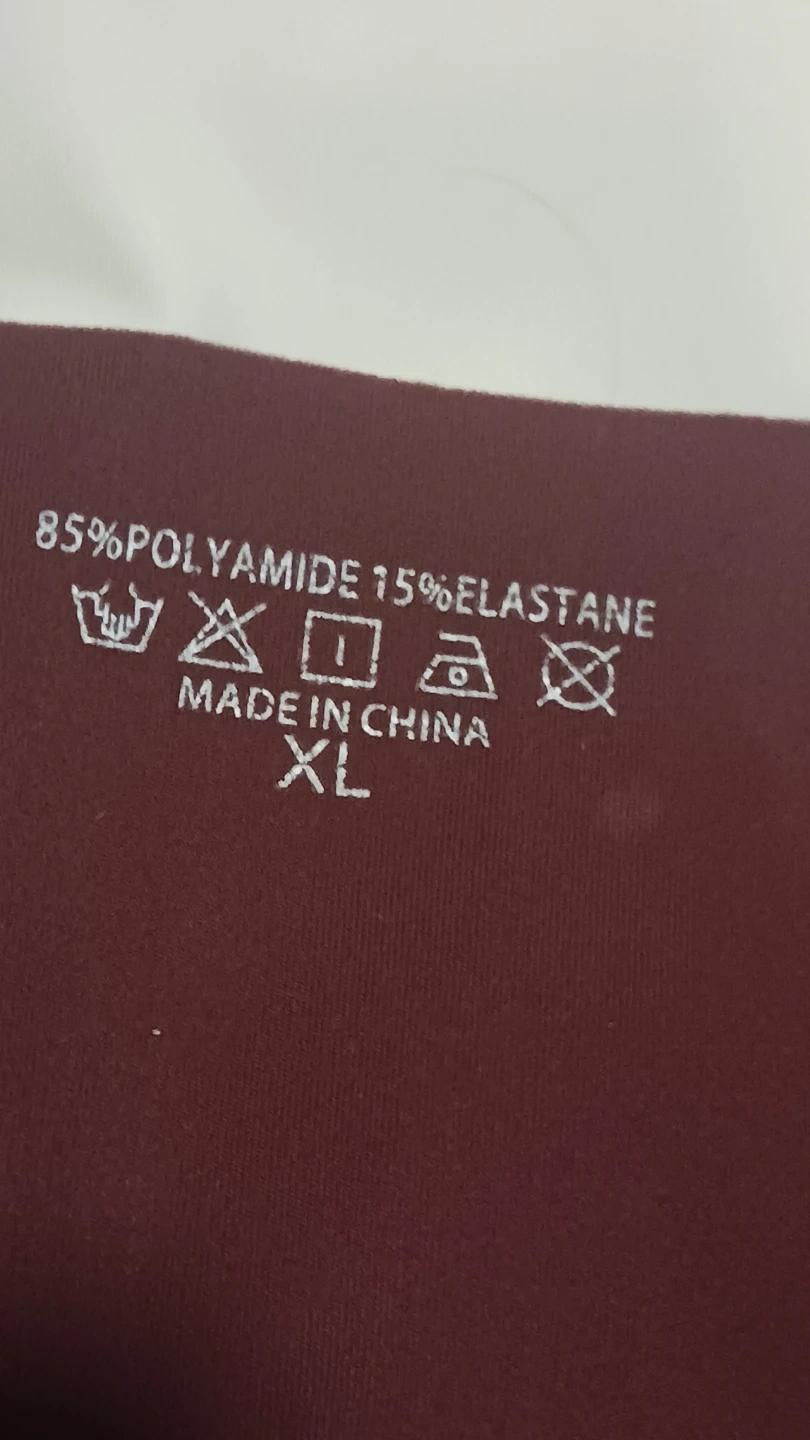 85%POLYAMIDE 15%ELASTANE
MADE IN CHINA
XL